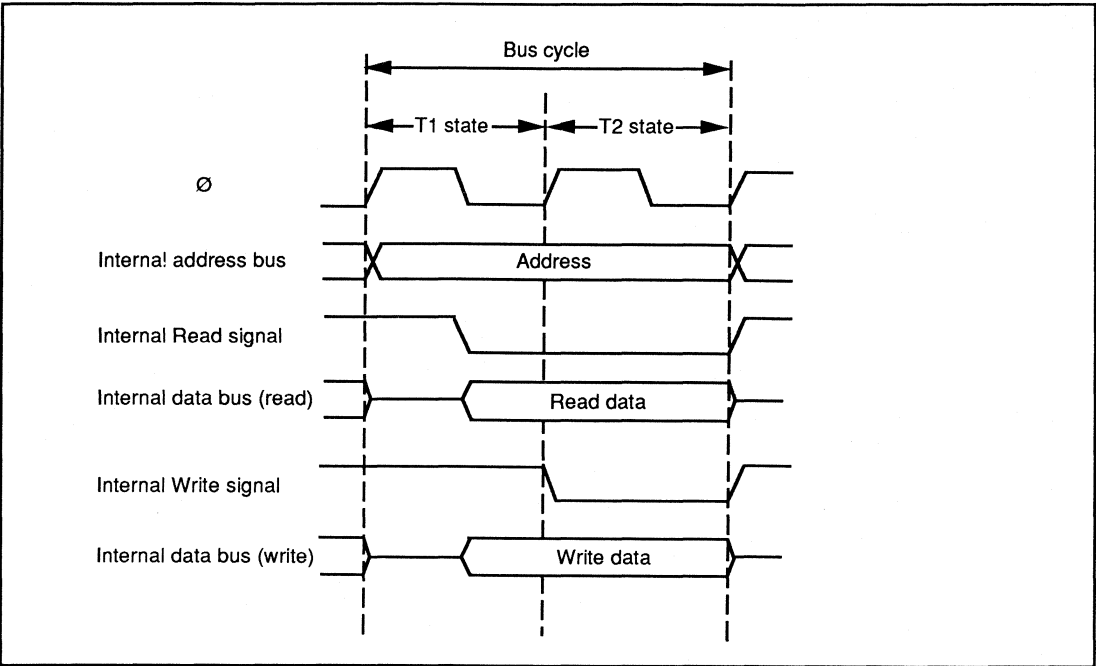 Bus cycle
T1 state
T2 state
Ø
Interna! address bus
Address
Internal Read signal
Internal data bus (read)
Read data
Internal Write signal
Internal data bus (write)
Write data